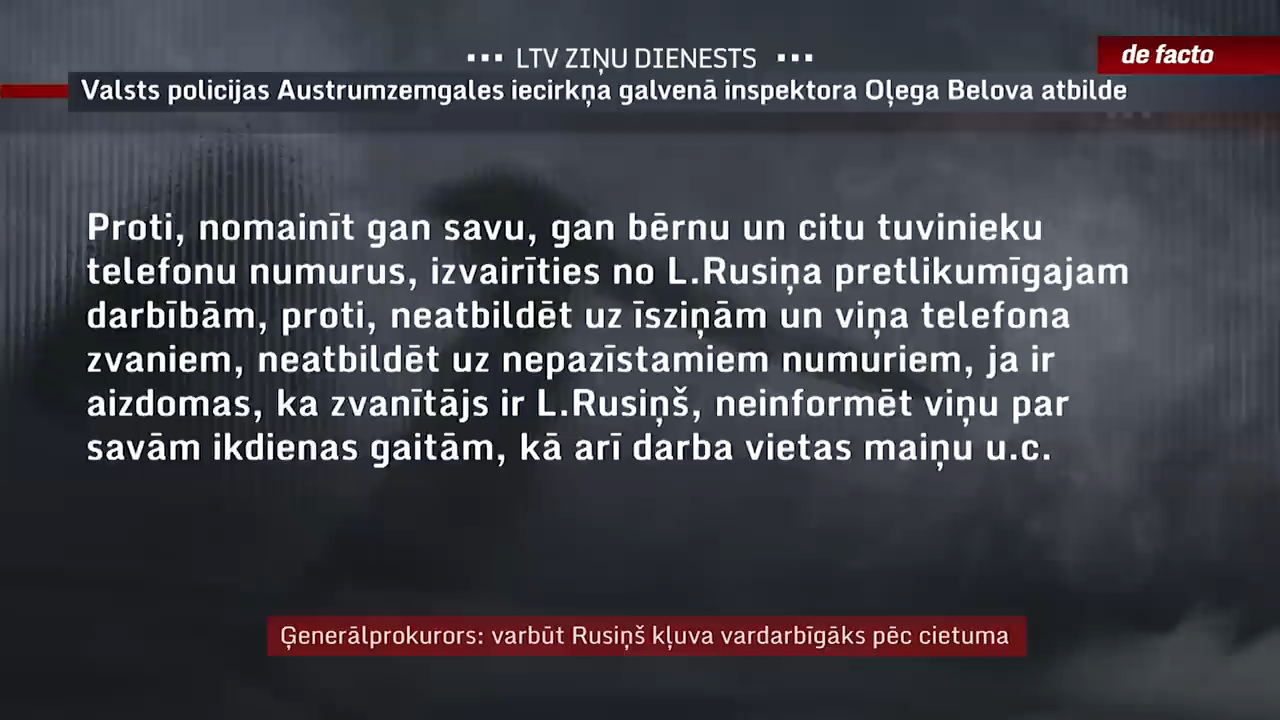 LTV ZIŅU DIENESTS
de facto
Valsts policijas Austrumzemgales iecirkņa galvenā inspektora Oļega Belova atbilde
Proti, nomainīt gan savu, gan bērnu un citu tuvinieku
telefonu numurus, izvairīties no L.Rusiņa pretlikumīgajam
darbībām, proti, neatbildēt uz īsziņām un viņa telefona
zvaniem, neatbildēt uz nepazīstamiem numuriem, ja ir
aizdomas, ka zvanītājs ir L.Rusiņš, neinformēt viņu par
savām ikdienas gaitām, kā arī darba vietas maiņu u.c.
Ģenerālprokurors: varbūt Rusiņš kļuva vardarbīgāks pēc cietuma